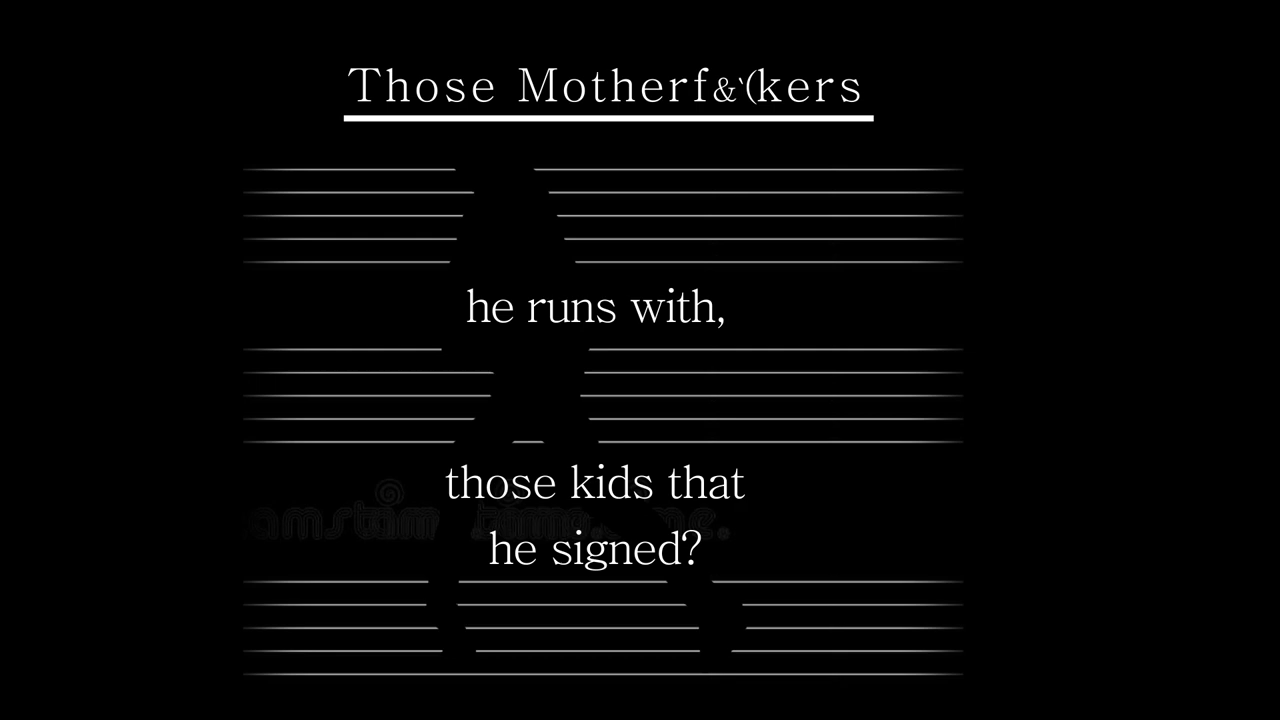 Those Motherf&`(kers
he runs with,
those kids that
he signed?